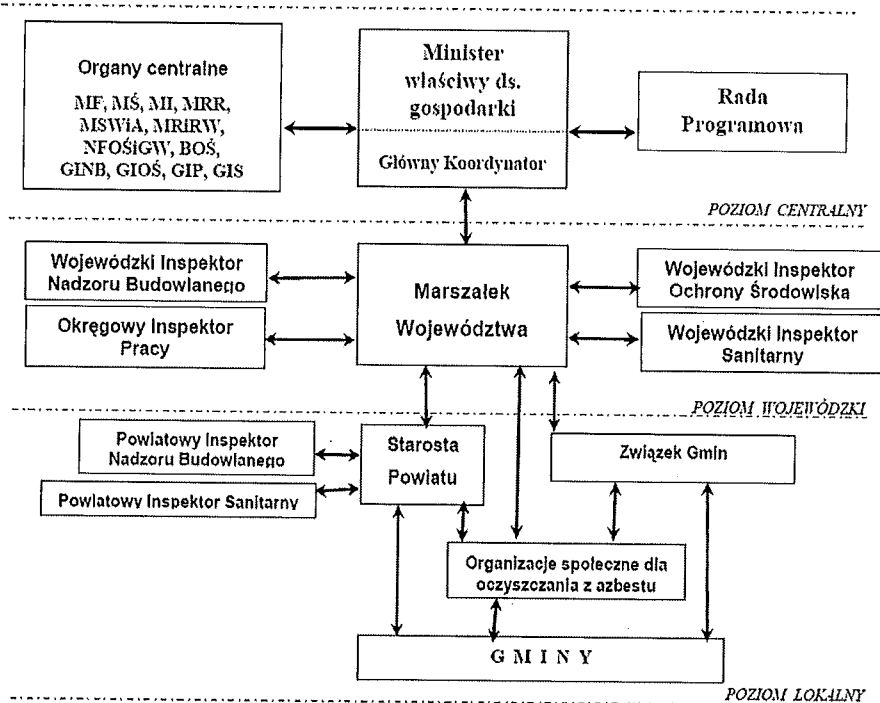 Organy centralne
MF, MŚ, MI, MRR,
MSWiA, MRiRW,
NFOŚiGW, BOŚ,
GINB, GIOŚ, GIP, GIS
Minister
właściwy ds.
gospodarki
Główny Koordynator
Rada
Programowa
POZIOM CENTRALNY
Wojewódzki Inspektor
Nadzoru Budowlanego
Okręgowy Inspektor
Pracy
Marszałek
Województwa
Wojewódzki Inspektor
Ochrony Środowiska
Wojewódzki Inspektor
Sanitarny
POZIOM WOJEWÓDZKI
Powiatowy Inspektor
Nadzoru Budowlanego
Powiatowy Inspektor Sanitarny
Starosta
Powiatu
Związek Gmin
Organizacje społeczne dla
oczyszczania z azbestu
G M I N Y
POZIOM LOKALNY